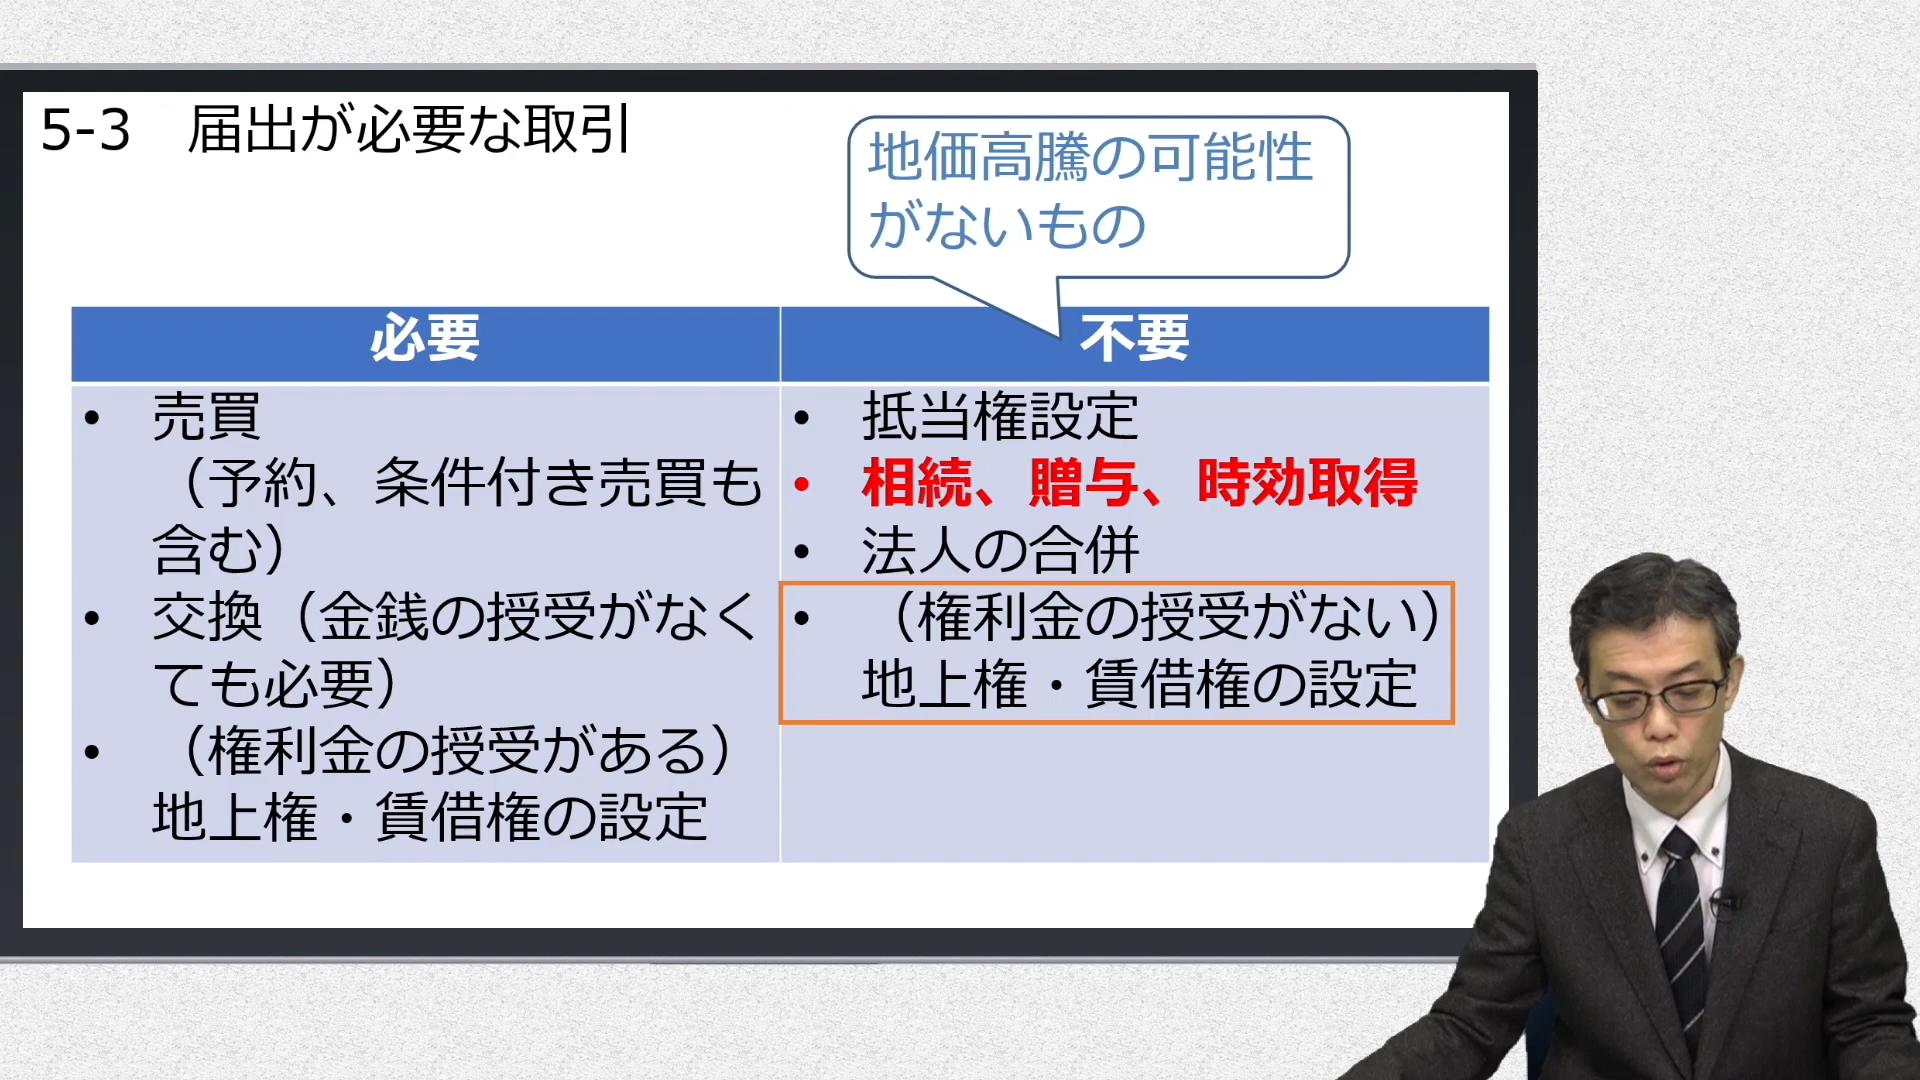 5-3　届出が必要な取引
地価高騰の可能性
がないもの
必要
不要
• 売買
（予約、条件付き売買も
含む）
• 交換（金銭の授受がなく
ても必要）
• （権利金の授受がある）
地上権・賃借権の設定
• 抵当権設定
• 相続、贈与、時効取得
• 法人の合併
• （権利金の授受がない）
地上権・賃借権の設定